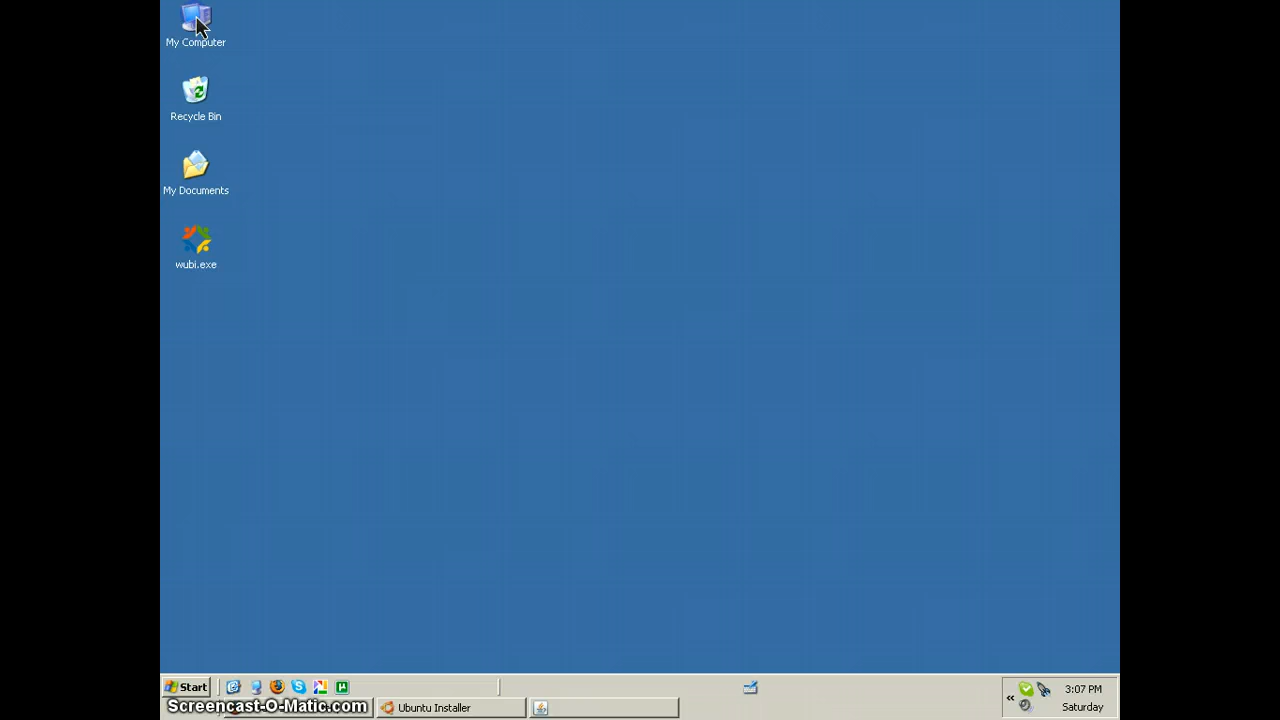 My Computer
Recycle Bin
My Documents
wubi.exe
Start
3:07 PM
Saturday
Screencast-O-Matic.com
Ubuntu Installer